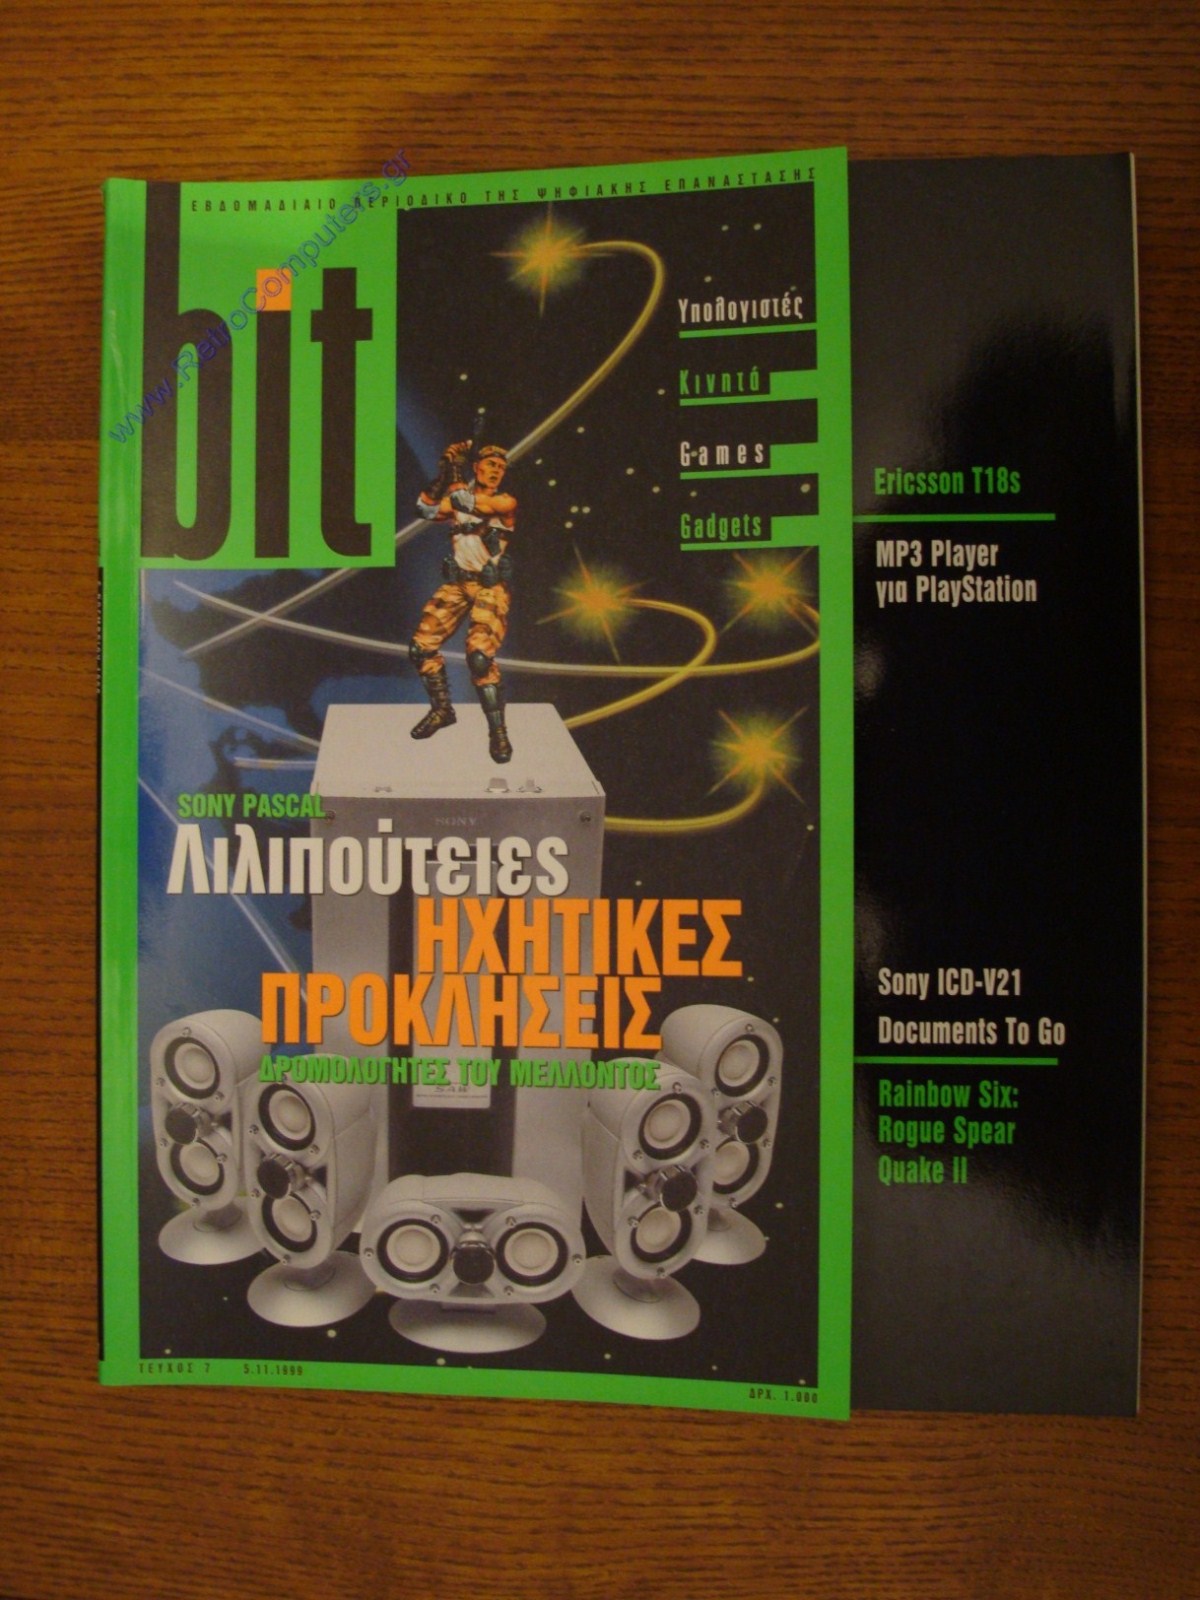 ΕΒΔΟΜΑΔΙΑΙΟ ΠΕΡΙΟΔΙΚΟ ΤΗΣ ΨΗΦΙΑΚΗΣ ΕΠΑΝΑΣΤΑΣΗΣ
www.RetroComputers.gr
bit
Υπολογιστές
Κινητά
Games
Gadgets
SONY PASCAL
Λιλιπούτειες
ΗΧΗΤΙΚΕΣ
ΠΡΟΚΛΗΣΕΙΣ
ΔΡΟΜΟΛΟΓΗΤΕΣ ΤΟΥ ΜΕΛΛΟΝΤΟΣ
SONY
ΤΕΥΧΟΣ 7 5.11.1999
ΔΡΧ. 1.000
Ericsson T18s
MP3 Player
για PlayStation
Sony ICD-V21
Documents To Go
Rainbow Six:
Rogue Spear
Quake II